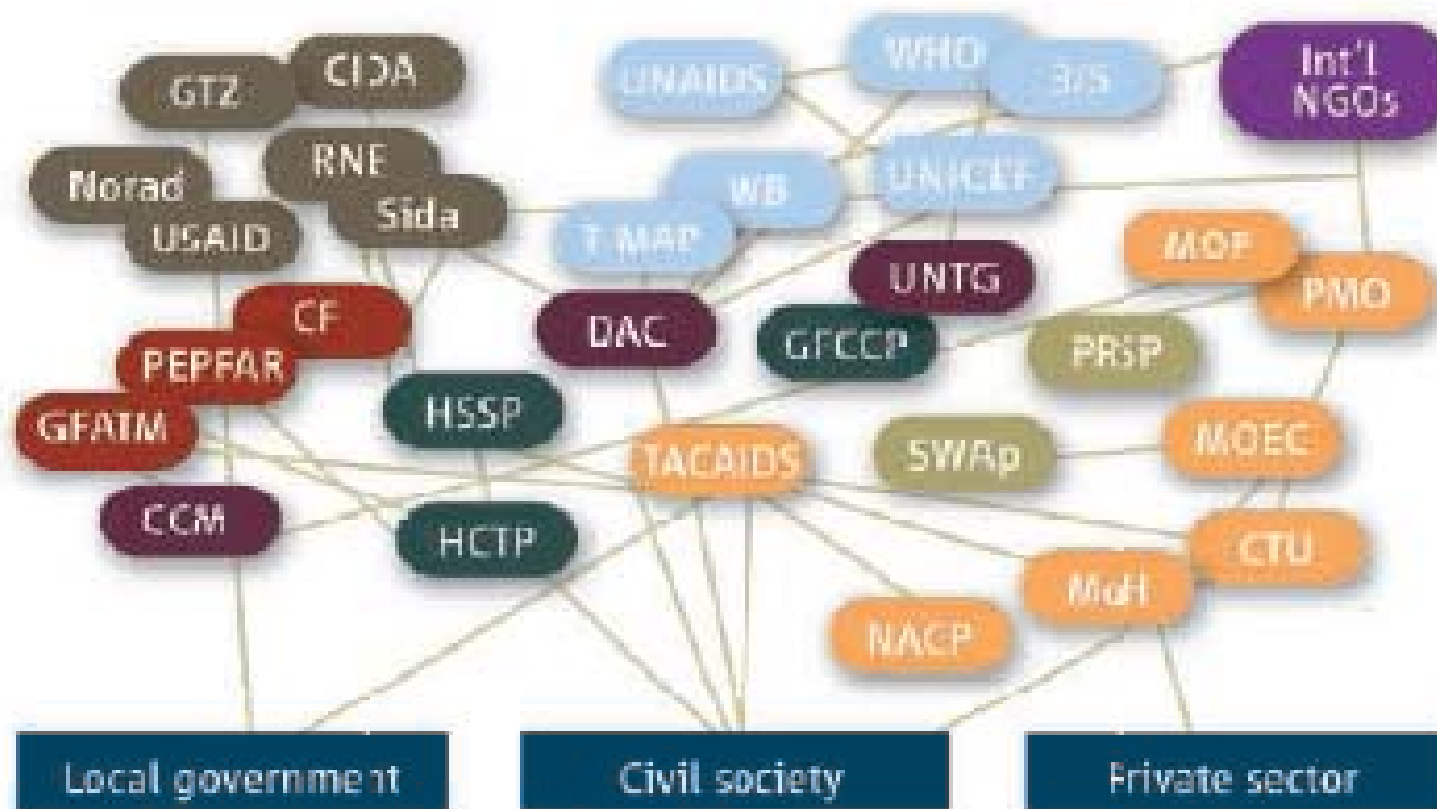 CIDA
WHO
GTZ
UNAIDS
3/5
Int'l
NGOs
RNE
Norad
WB
UNICEF
Sida
USAID
T-MAP
MOF
UNTG
PMO
CF
DAC
GFCCP
PRSP
PEPFAR
HSSP
GFATM
TACAIDS
SWAp
MOEC
CCM
HCTP
CTU
MoH
NACP
Local government
Civil society
Private sector